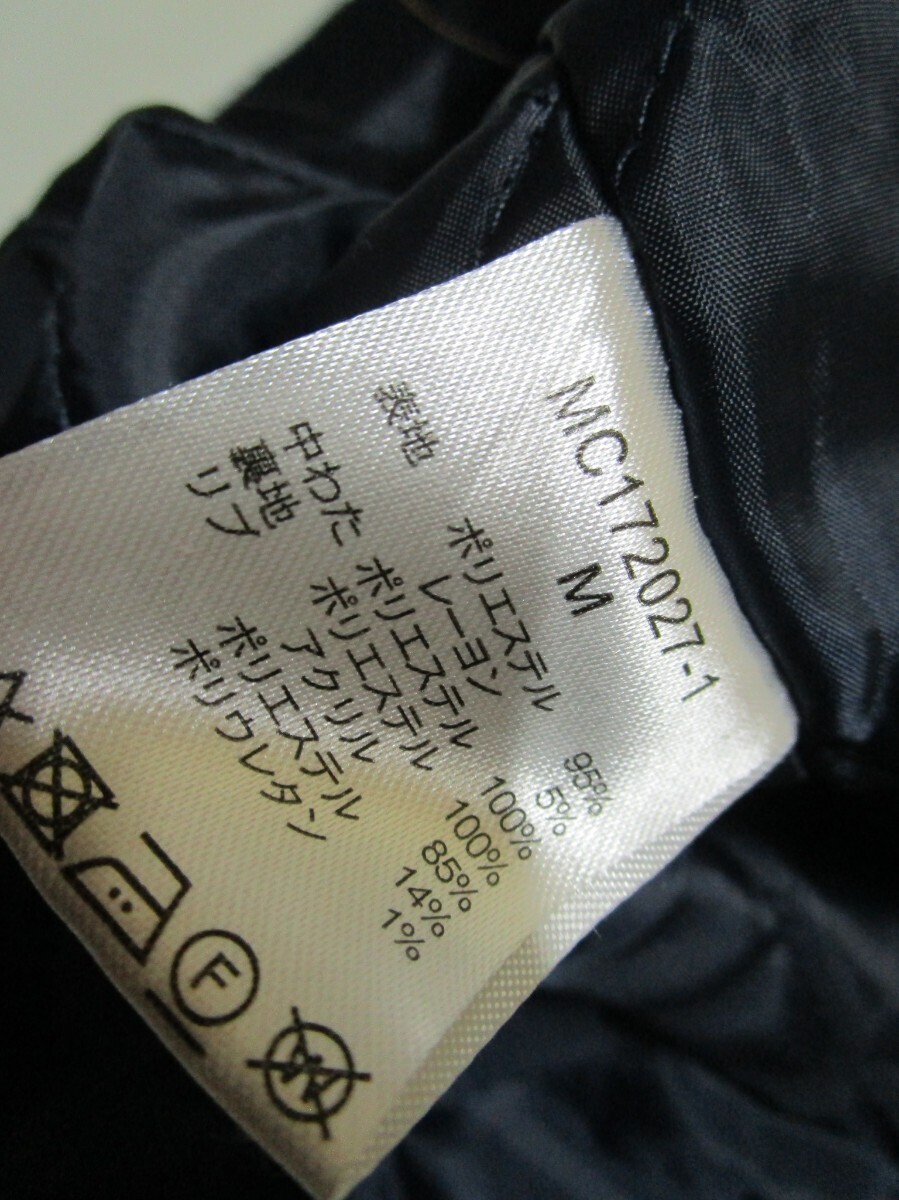 MC172027-1
M
表地 ポリエステル 95%
レーヨン 5%
中わた ポリエステル 100%
裏地 ポリエステル 100%
リブ アクリル 85%
ポリエステル 14%
ポリウレタン 1%
F